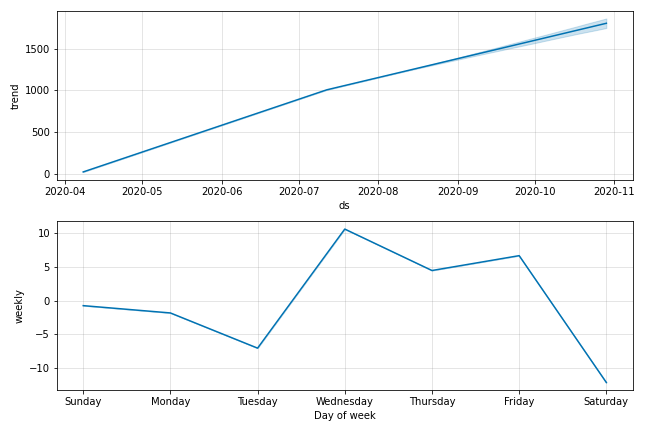 1500
1000
500
0
trend
2020-04 2020-05 2020-06 2020-07 2020-08 2020-09 2020-10 2020-11
ds
10
5
0
−5
−10
weekly
Sunday Monday Tuesday Wednesday Thursday Friday Saturday
Day of week